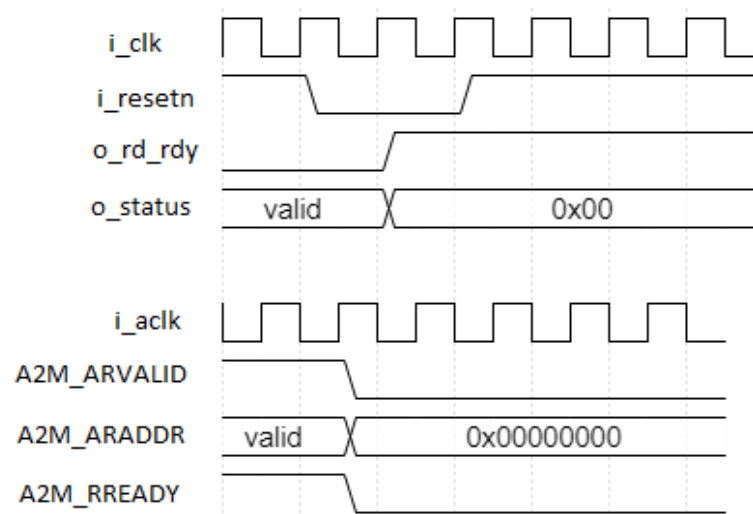 i_clk
i_resetn
o_rd_rdy
o_status valid 0x00
i_aclk
A2M_ARVALID
A2M_ARADDR valid 0x00000000
A2M_RREADY